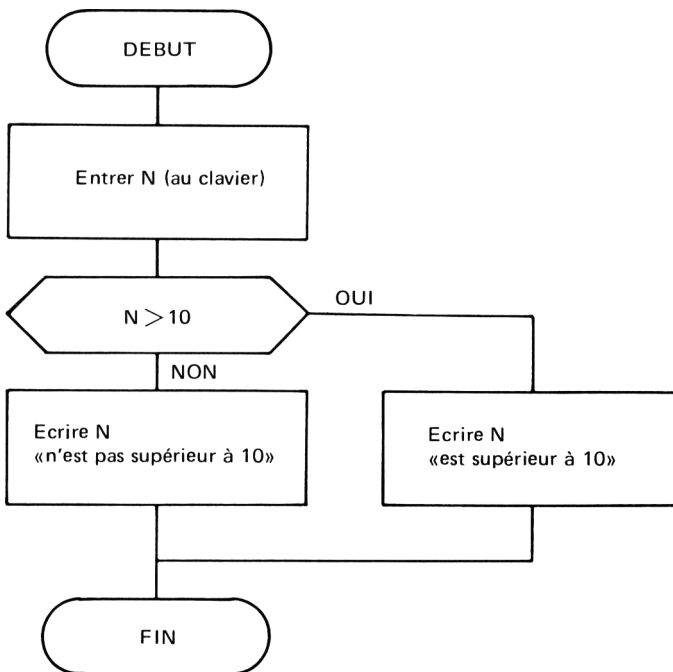 DEBUT
Entrer N (au clavier)
N > 10
OUI
NON
Ecrire N
«n'est pas supérieur à 10»
Ecrire N
«est supérieur à 10»
FIN